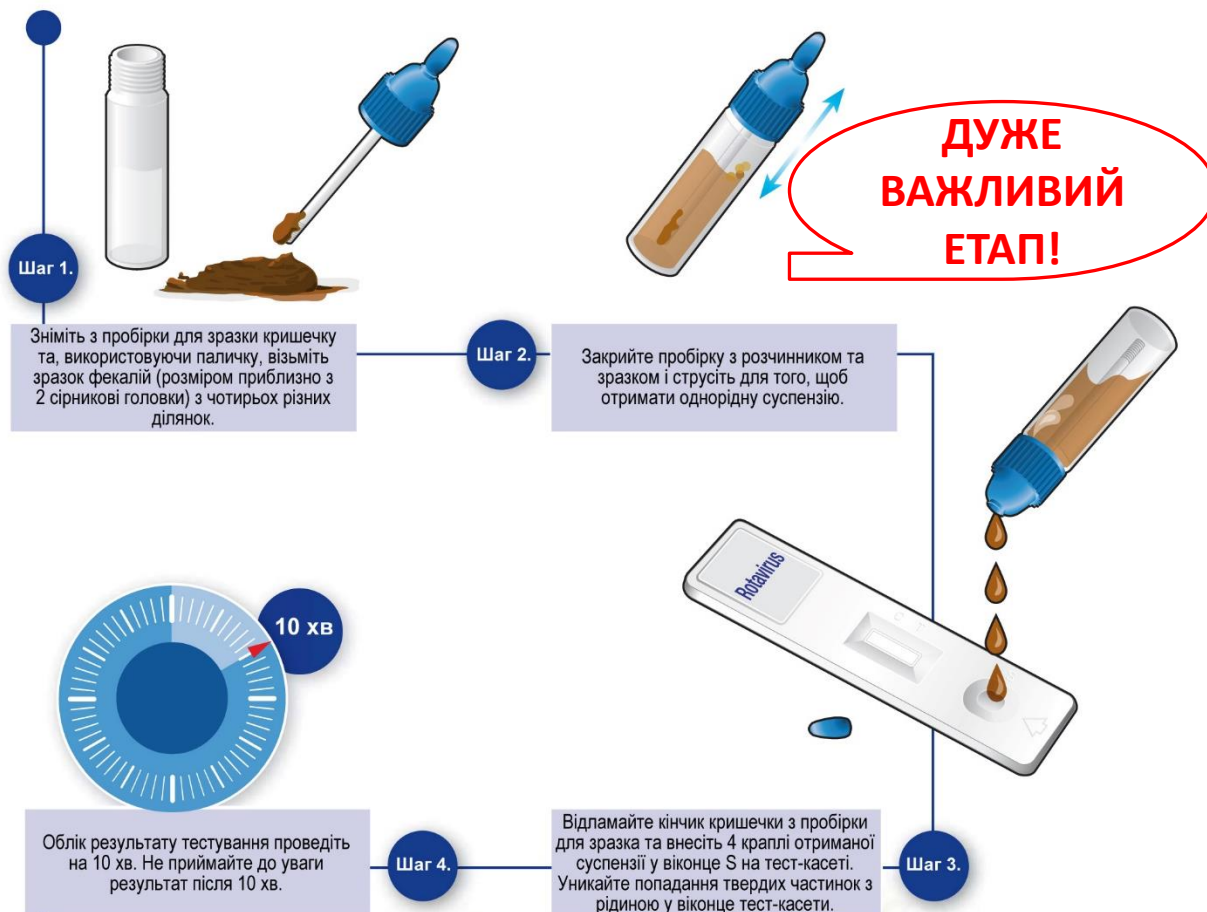 ДУЖЕ
ВАЖЛИВИЙ
ЕТАП!
Шаг 1.
Зніміть з пробірки для зразки кришечку
та, використовуючи паличку, візьміть
зразок фекалій (розміром приблизно з
2 сірникові головки) з чотирьох різних
ділянок.
Шаг 2.
Закрийте пробірку з розчинником та
зразком і струсіть для того, щоб
отримати однорідну суспензію.
Rotavirus
C T
Відламайте кінчик кришечки з пробірки
для зразка та внесіть 4 краплі отриманої
суспензії у віконце S на тест-касеті.
Уникайте попадання твердих частинок з
рідиною у віконце тест-касети.
Шаг 3.
10 хв
Облік результату тестування проведіть
на 10 хв. Не приймайте до уваги
результат після 10 хв.
Шаг 4.